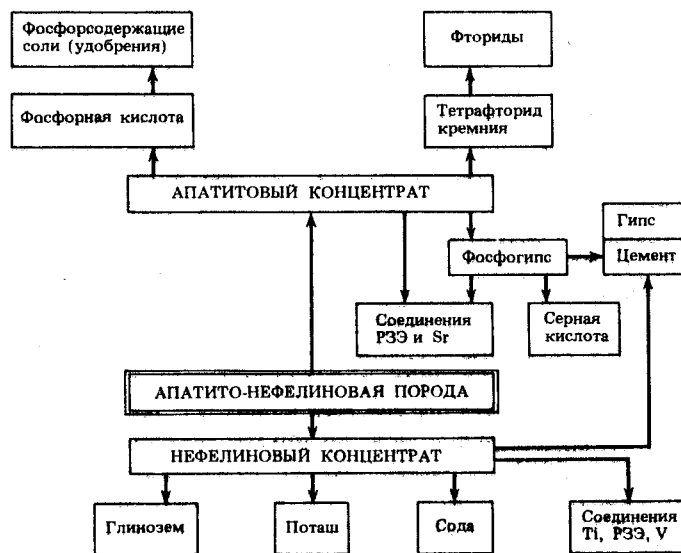 Фосфорсодержащие
соли (удобрения)
Фториды
Фосфорная кислота
Тетрафторид
кремния
АПАТИТОВЫЙ КОНЦЕНТРАТ
Гипс
Фосфогипс
Цемент
Соединения
РЗЭ и Sr
Серная
кислота
АПАТИТО-НЕФЕЛИНОВАЯ ПОРОДА
НЕФЕЛИНОВЫЙ КОНЦЕНТРАТ
Глинозем
Поташ
Сода
Соединения
Ti, РЗЭ, V